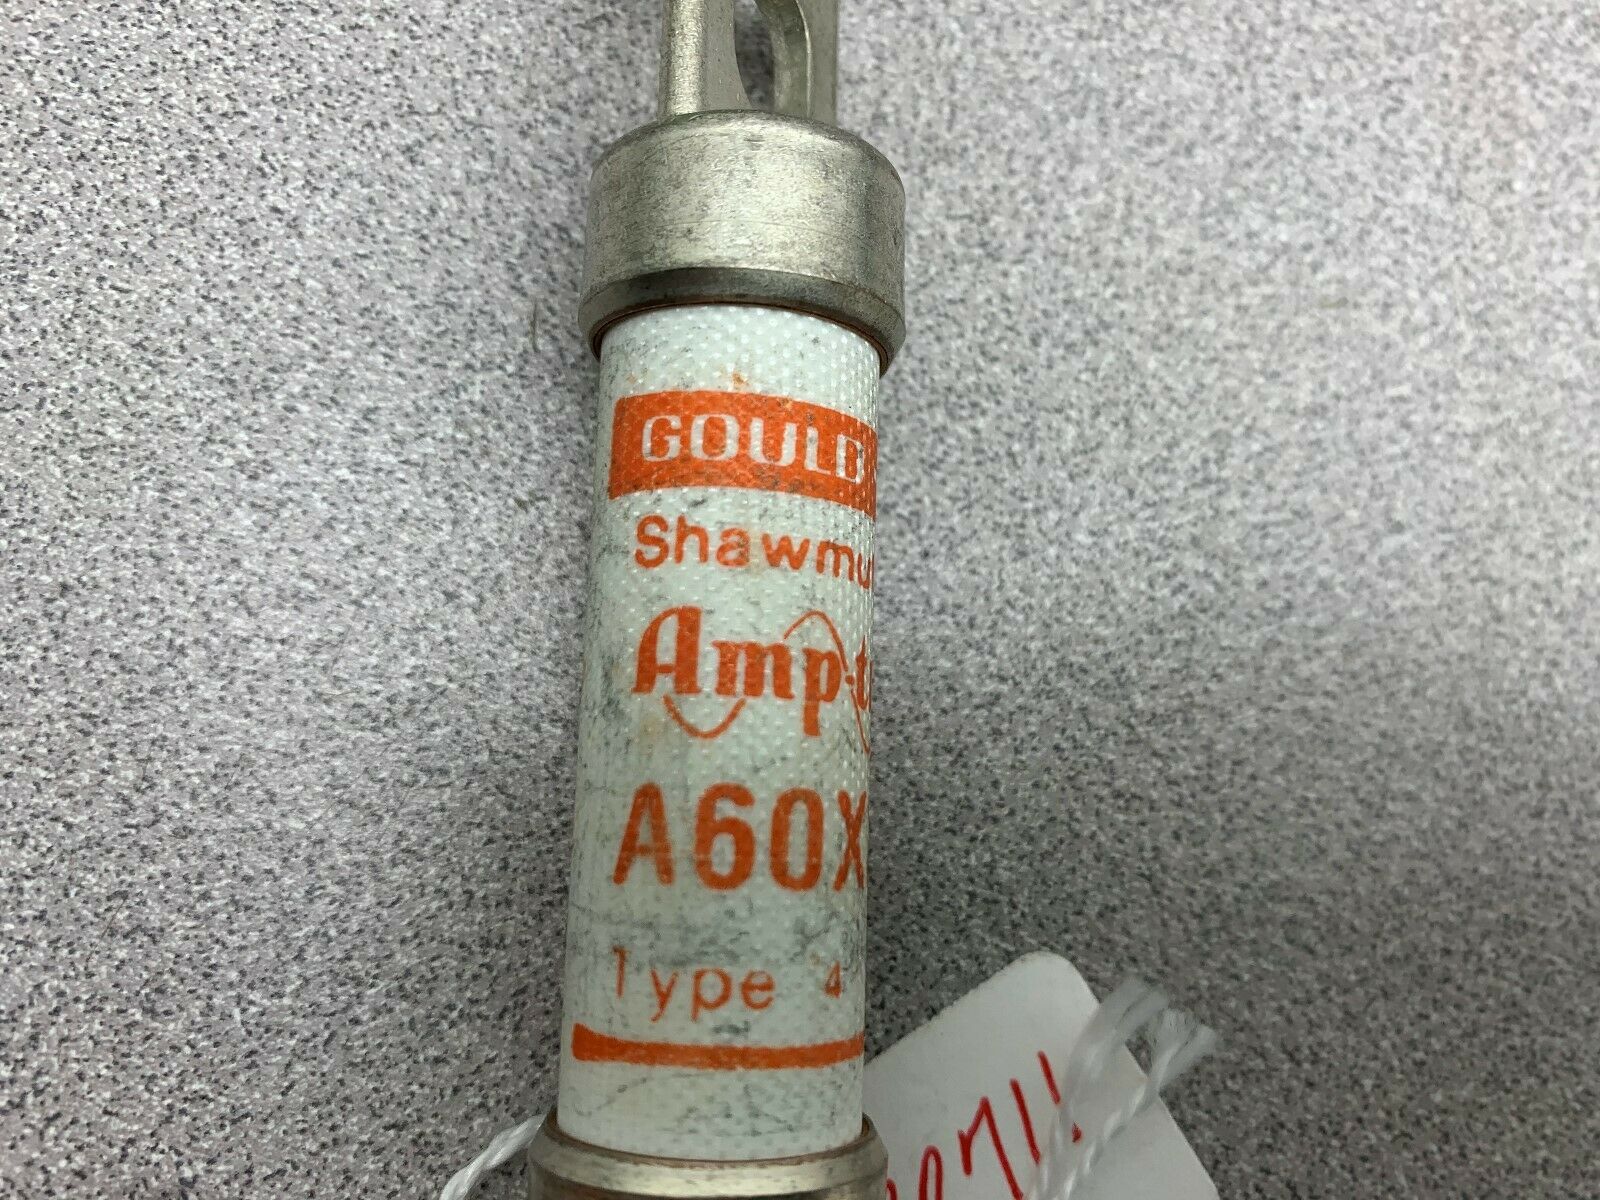 GOULD
Shawmu
Amp-t
A60X
Type 4